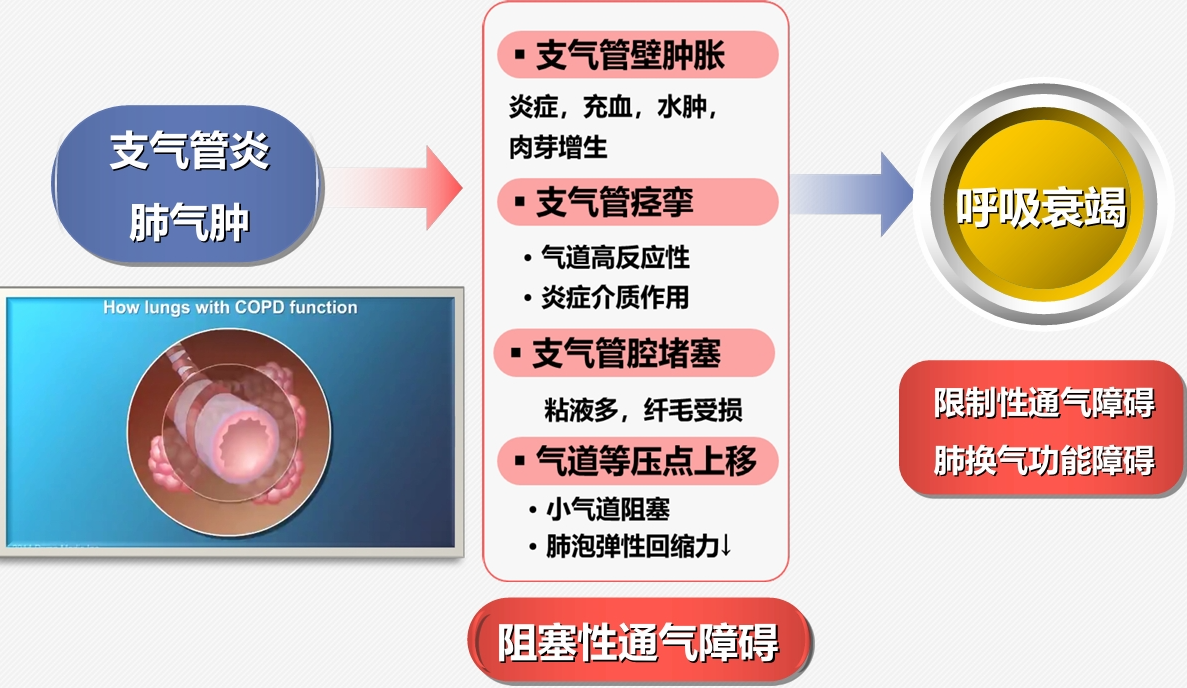 支气管炎
肺气肿
How lungs with COPD function
▪ 支气管壁肿胀
炎症，充血，水肿，
肉芽增生
▪ 支气管痉挛
• 气道高反应性
• 炎症介质作用
▪ 支气管腔堵塞
粘液多，纤毛受损
▪ 气道等压点上移
• 小气道阻塞
• 肺泡弹性回缩力↓
阻塞性通气障碍
呼吸衰竭
限制性通气障碍
肺换气功能障碍